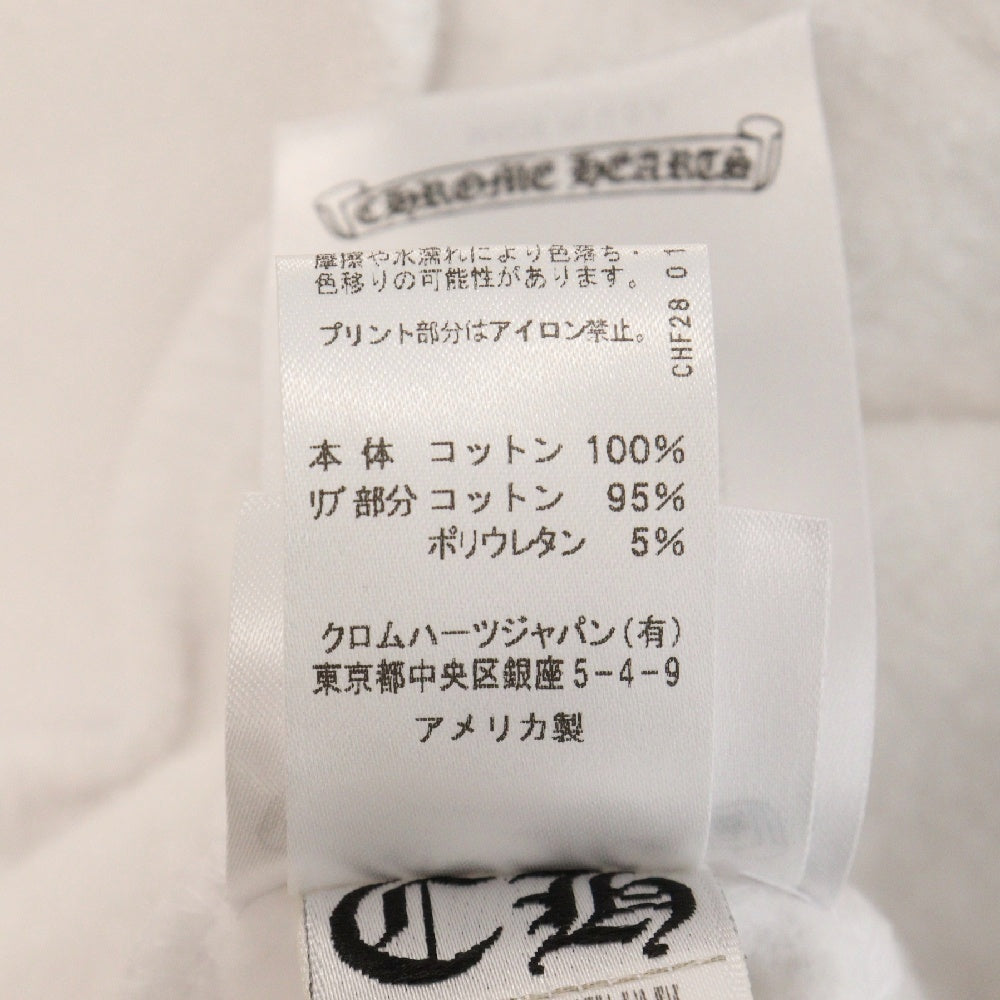 CHROME HEARTS
摩擦や水濡れにより色落ち・
色移りの可能性があります。
プリント部分はアイロン禁止。
CHF28 01
本体 コットン 100%
リブ部分 コットン 95%
ポリウレタン 5%
クロムハーツジャパン(有)
東京都中央区銀座5-4-9
アメリカ製
CH